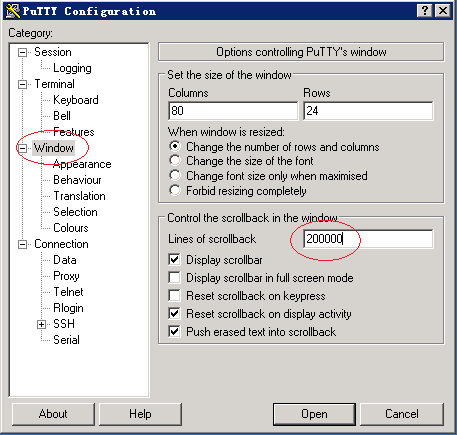 PuTTY Configuration
Category:
Session
Logging
Terminal
Keyboard
Bell
Features
Window
Appearance
Behaviour
Translation
Selection
Colours
Connection
Data
Proxy
Telnet
Rlogin
SSH
Serial
Options controlling PuTTY's window
Set the size of the window
Columns Rows
80 24
When window is resized:
Change the number of rows and columns
Change the size of the font
Change font size only when maximised
Forbid resizing completely
Control the scrollback in the window
Lines of scrollback 200000
Display scrollbar
Display scrollbar in full screen mode
Reset scrollback on keypress
Reset scrollback on display activity
Push erased text into scrollback
About Help Open Cancel